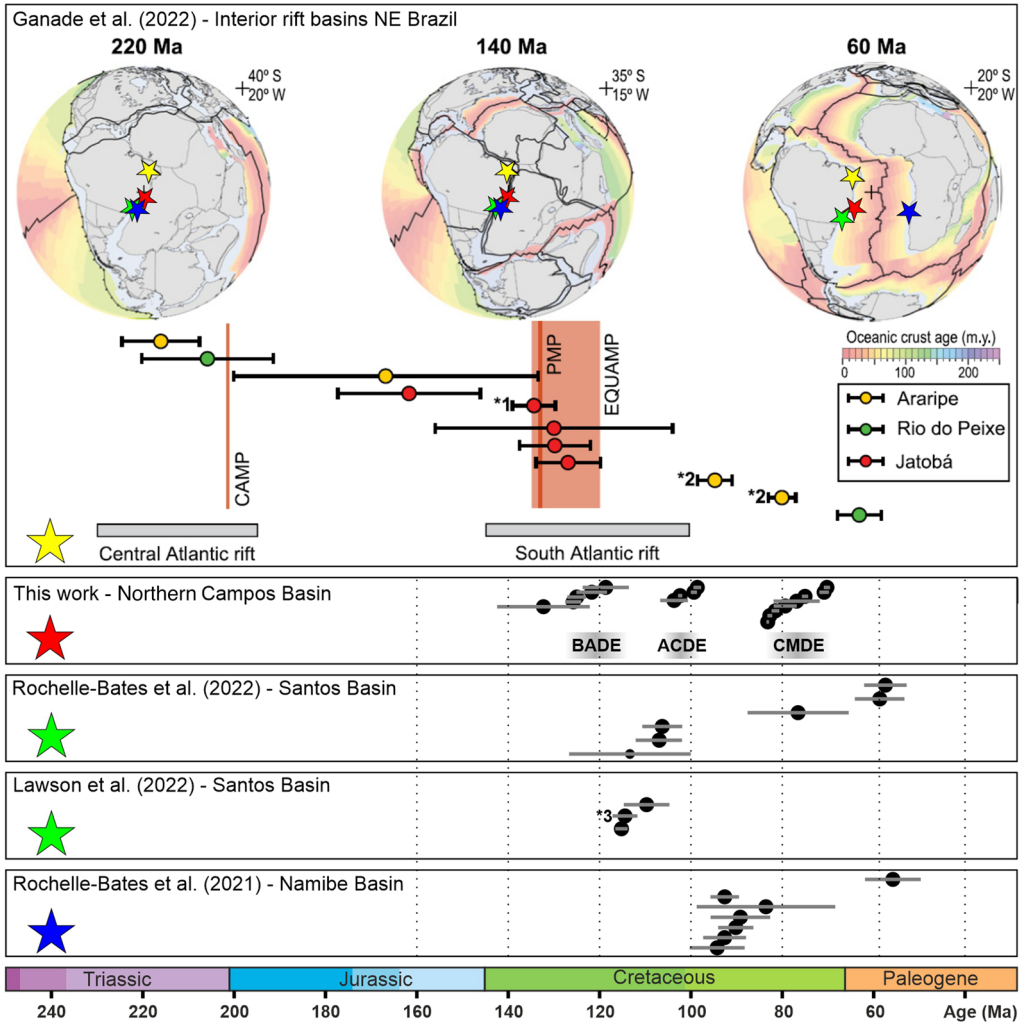 Ganade et al. (2022) - Interior rift basins NE Brazil
220 Ma
140 Ma
60 Ma
40° S
20° W
35° S
15° W
20° S
20° W
Oceanic crust age (m.y.)
0 50 100 150 200
Araripe
Rio do Peixe
Jatobá
CAMP
PMP
EQUAMP
*1
*2
*2
Central Atlantic rift
South Atlantic rift
This work - Northern Campos Basin
BADE
ACDE
CMDE
Rochelle-Bates et al. (2022) - Santos Basin
Lawson et al. (2022) - Santos Basin
*3
Rochelle-Bates et al. (2021) - Namibe Basin
Triassic
Jurassic
Cretaceous
Paleogene
240 220 200 180 160 140 120 100 80 60 Age (Ma)